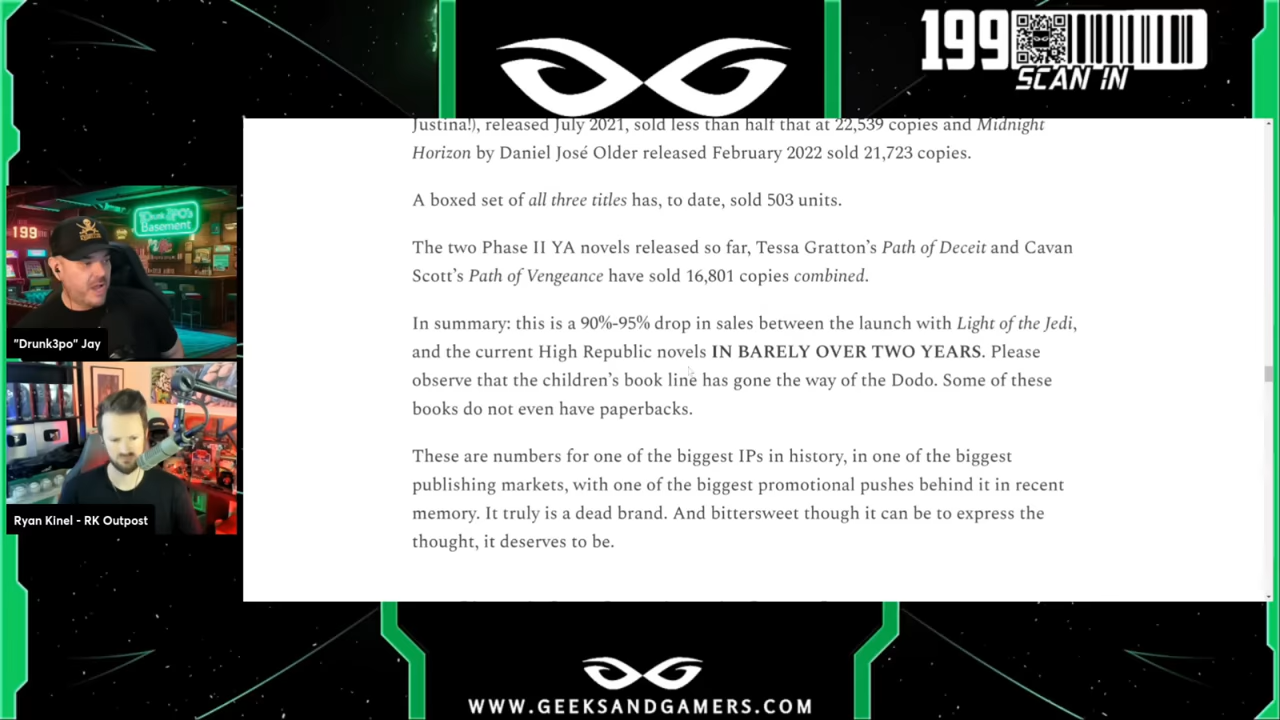 199
SCAN IN
Justina!), released July 2021, sold less than half that at 22,539 copies and Midnight
Horizon by Daniel José Older released February 2022 sold 21,723 copies.
A boxed set of all three titles has, to date, sold 503 units.
The two Phase II YA novels released so far, Tessa Gratton’s Path of Deceit and Cavan
Scott’s Path of Vengeance have sold 16,801 copies combined.
In summary: this is a 90%-95% drop in sales between the launch with Light of the Jedi,
and the current High Republic novels IN BARELY OVER TWO YEARS. Please
observe that the children’s book line has gone the way of the Dodo. Some of these
books do not even have paperbacks.
These are numbers for one of the biggest IPs in history, in one of the biggest
publishing markets, with one of the biggest promotional pushes behind it in recent
memory. It truly is a dead brand. And bittersweet though it can be to express the
thought, it deserves to be.
199
Drunk3PO's
Basement
"Drunk3po" Jay
Ryan Kinel - RK Outpost
WWW.GEEKSANDGAMERS.COM